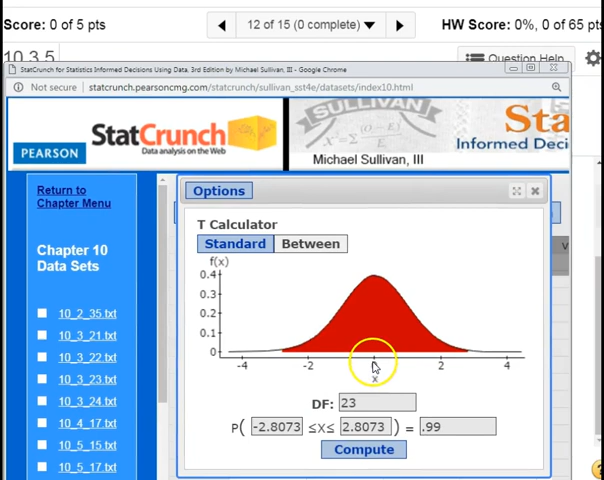 Score: 0 of 5 pts
12 of 15 (0 complete)
HW Score: 0%, 0 of 65 pt
10.3.5
Question Help
StatCrunch for Statistics Informed Decisions Using Data, 3rd Edition by Michael Sullivan, III - Google Chrome
Not secure
statcrunch.pearsoncmg.com/statcrunch/sullivan_sst4e/datasets/index10.html
PEARSON
StatCrunch
Data analysis on the Web
SULLIVAN
Michael Sullivan, III
Sta
Informed Deci
Return to
Chapter Menu
Chapter 10
Data Sets
10_2_35.txt
10_3_21.txt
10_3_22.txt
10_3_23.txt
10_3_24.txt
10_4_17.txt
10_5_15.txt
10_5_17.txt
Options
T Calculator
Standard
Between
f(x)
0.4
0.3
0.2
0.1
0
-4
-2
0
2
4
x
DF: 23
P( -2.8073 ≤X≤ 2.8073 ) = .99
Compute